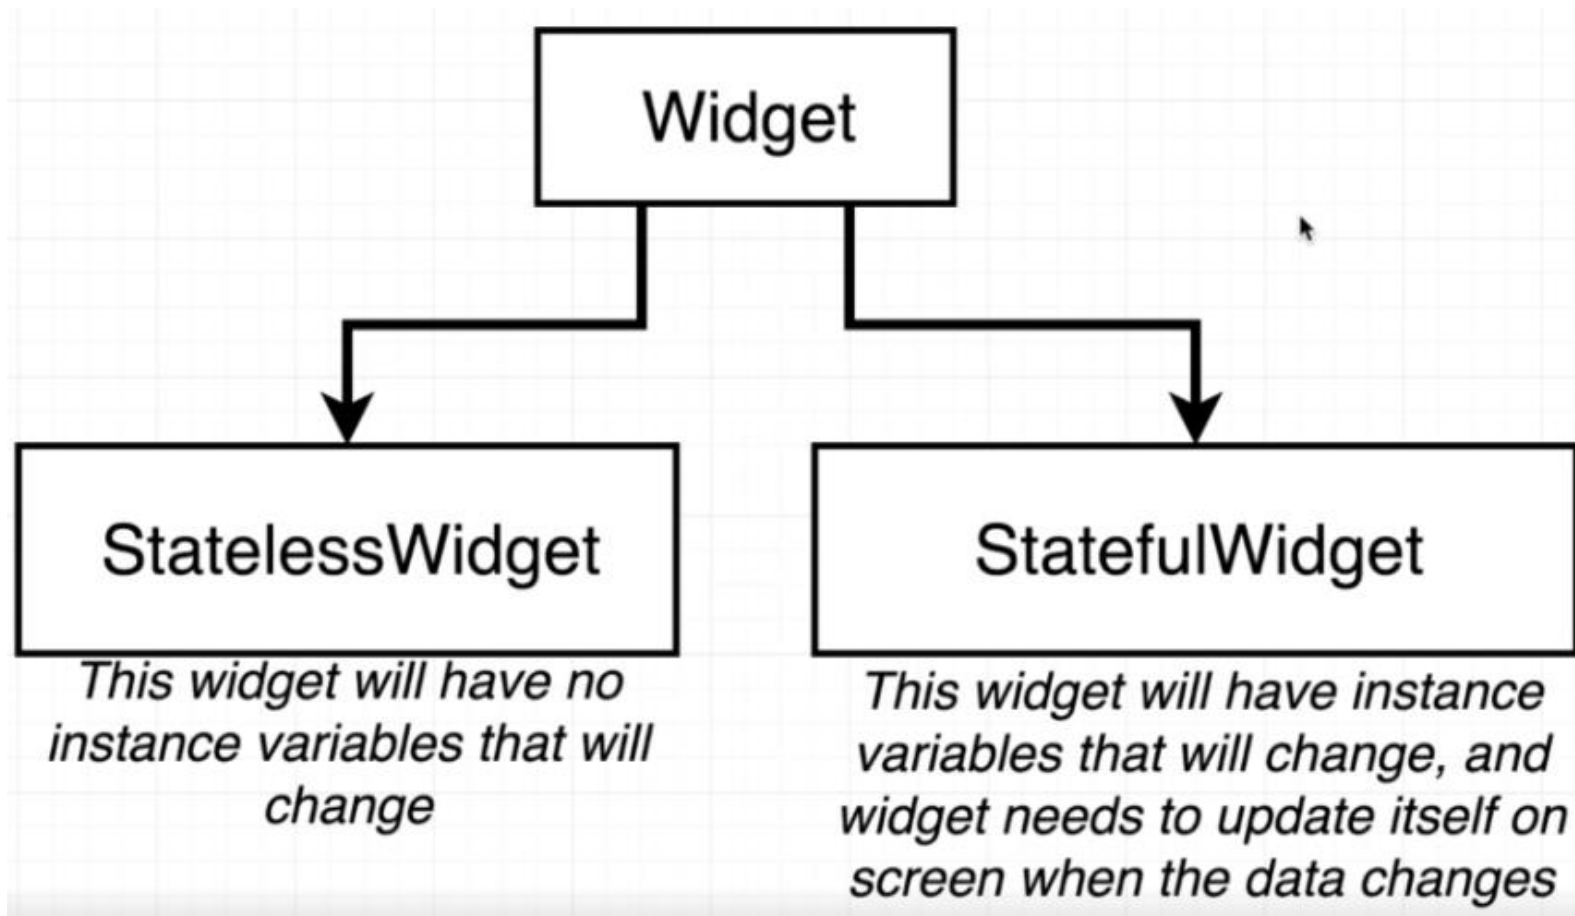 Widget
StatelessWidget
This widget will have no
instance variables that will
change
StatefulWidget
This widget will have instance
variables that will change, and
widget needs to update itself on
screen when the data changes